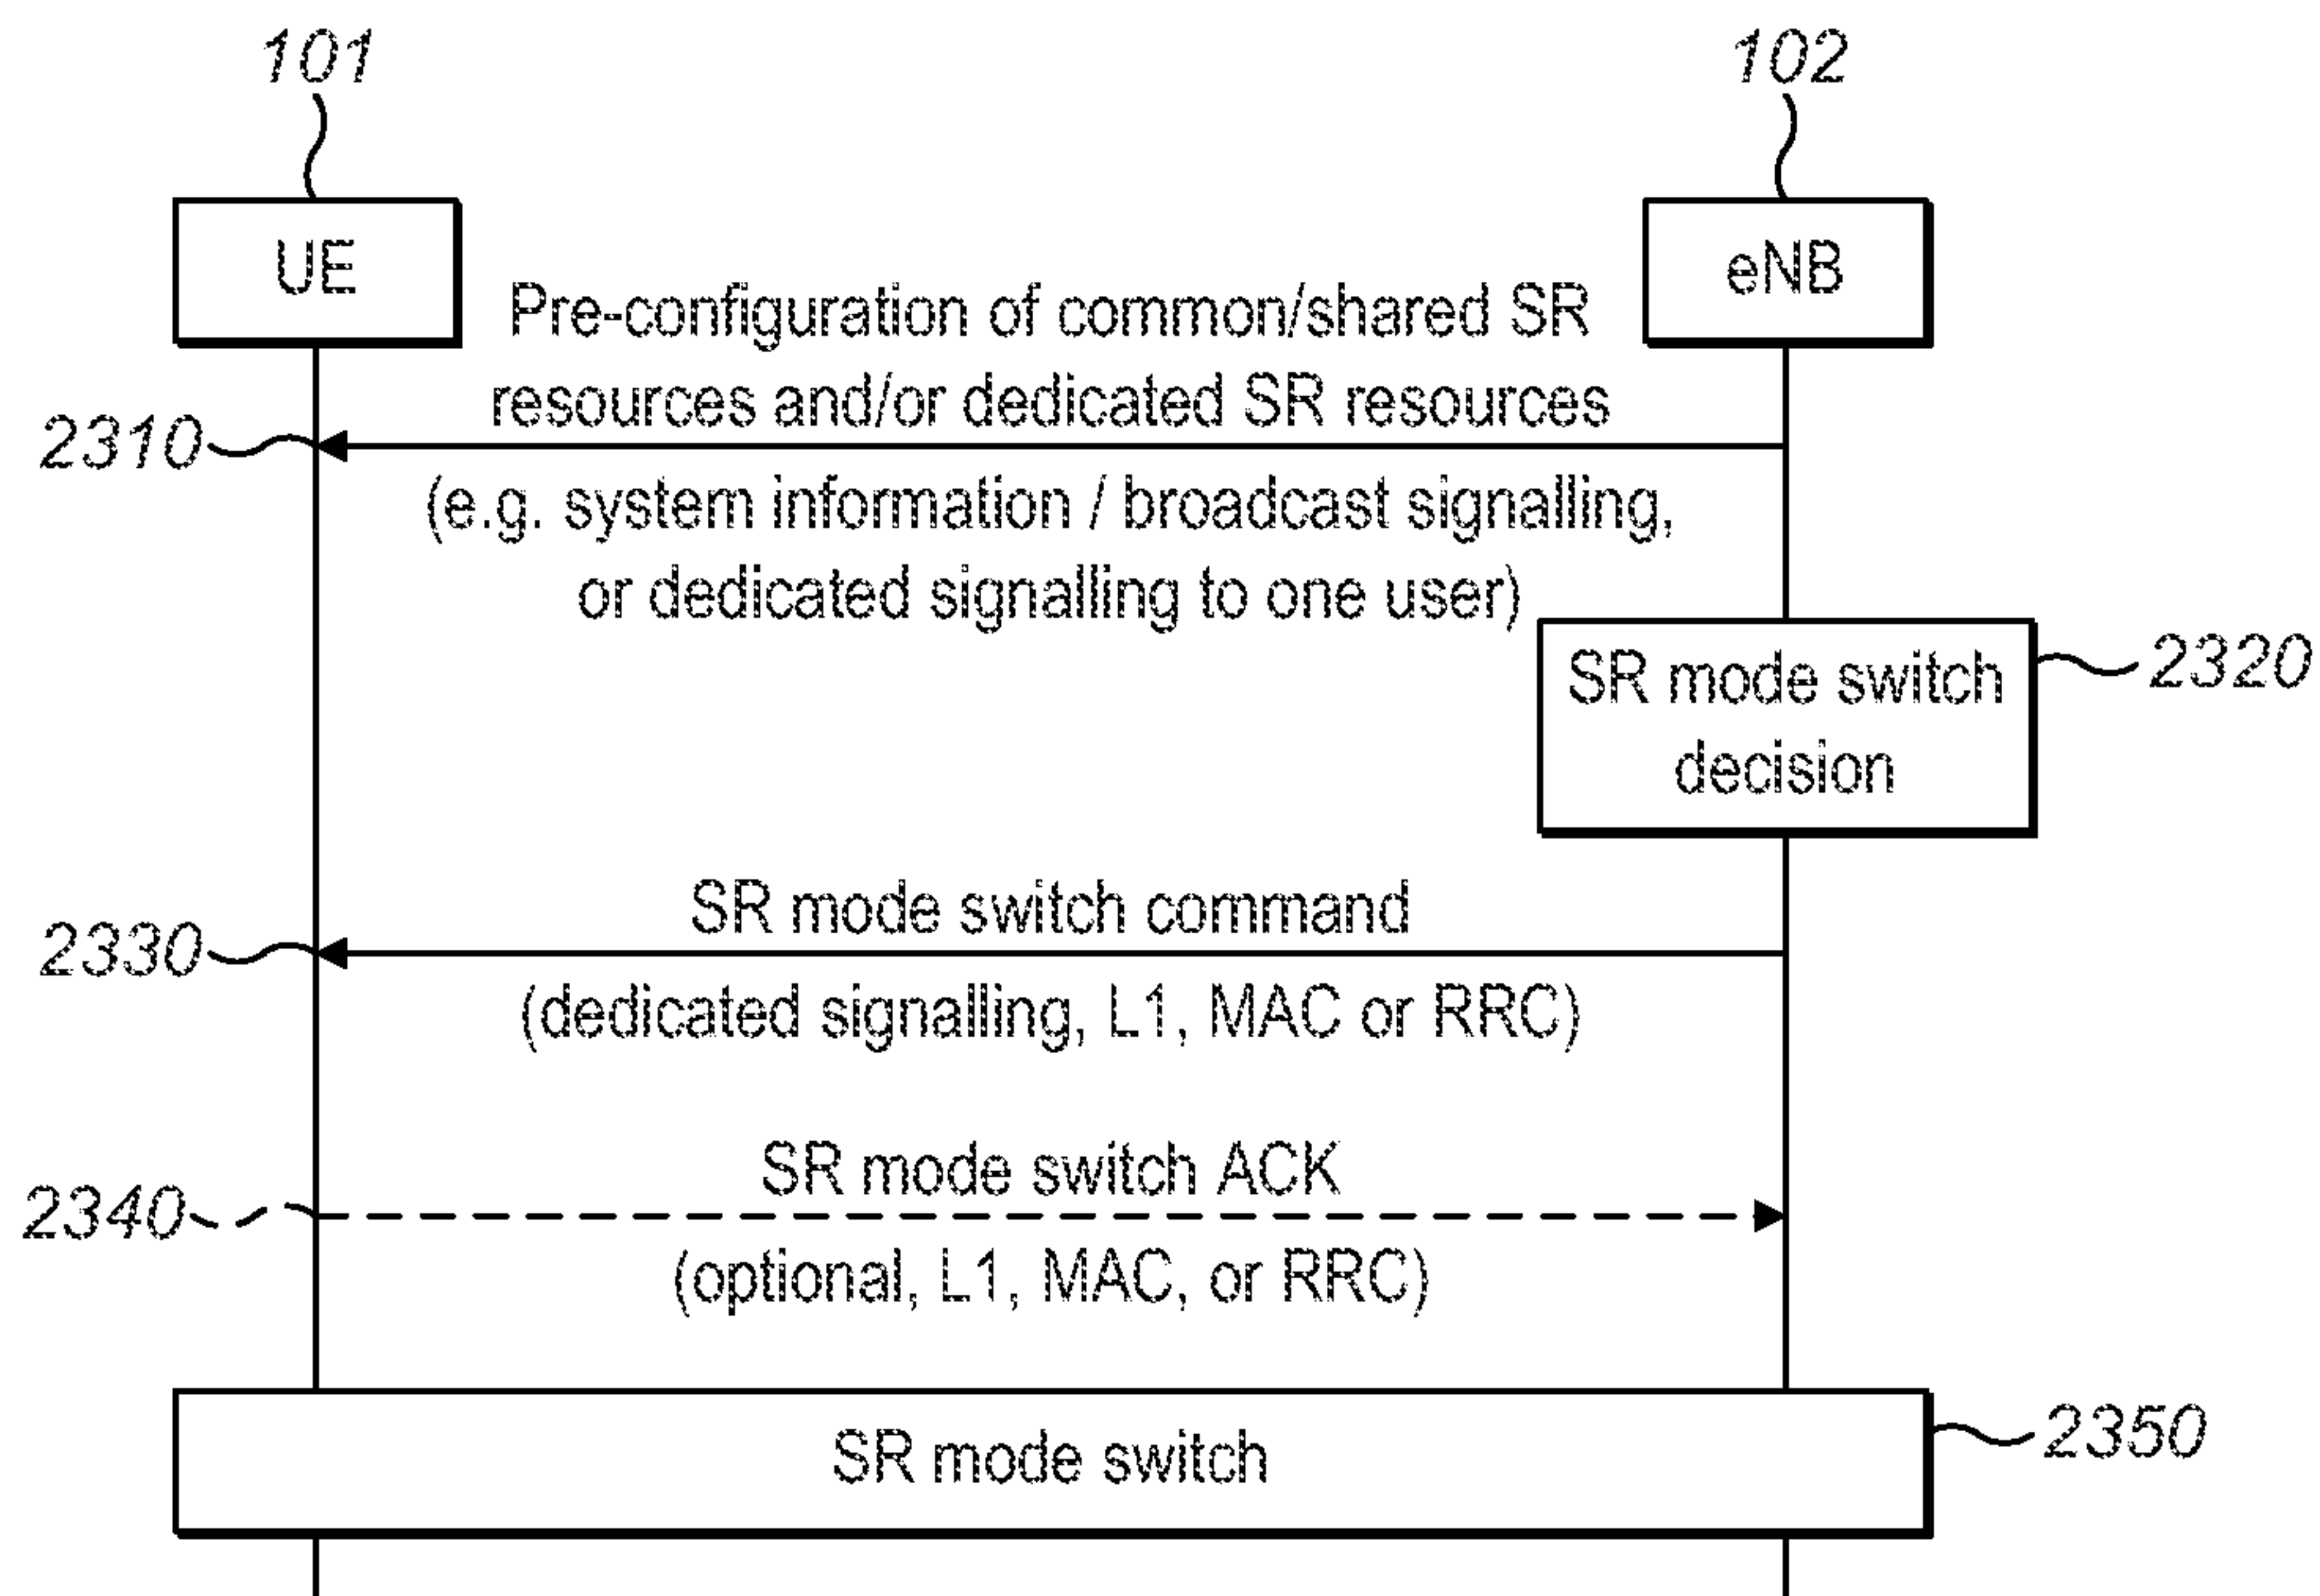 101
102
UE
eNB
Pre-configuration of common/shared SR
resources and/or dedicated SR resources
2310
(e.g. system information / broadcast signalling,
or dedicated signalling to one user)
SR mode switch
decision
2320
SR mode switch command
2330
(dedicated signalling, L1, MAC or RRC)
SR mode switch ACK
2340
(optional, L1, MAC, or RRC)
SR mode switch
2350